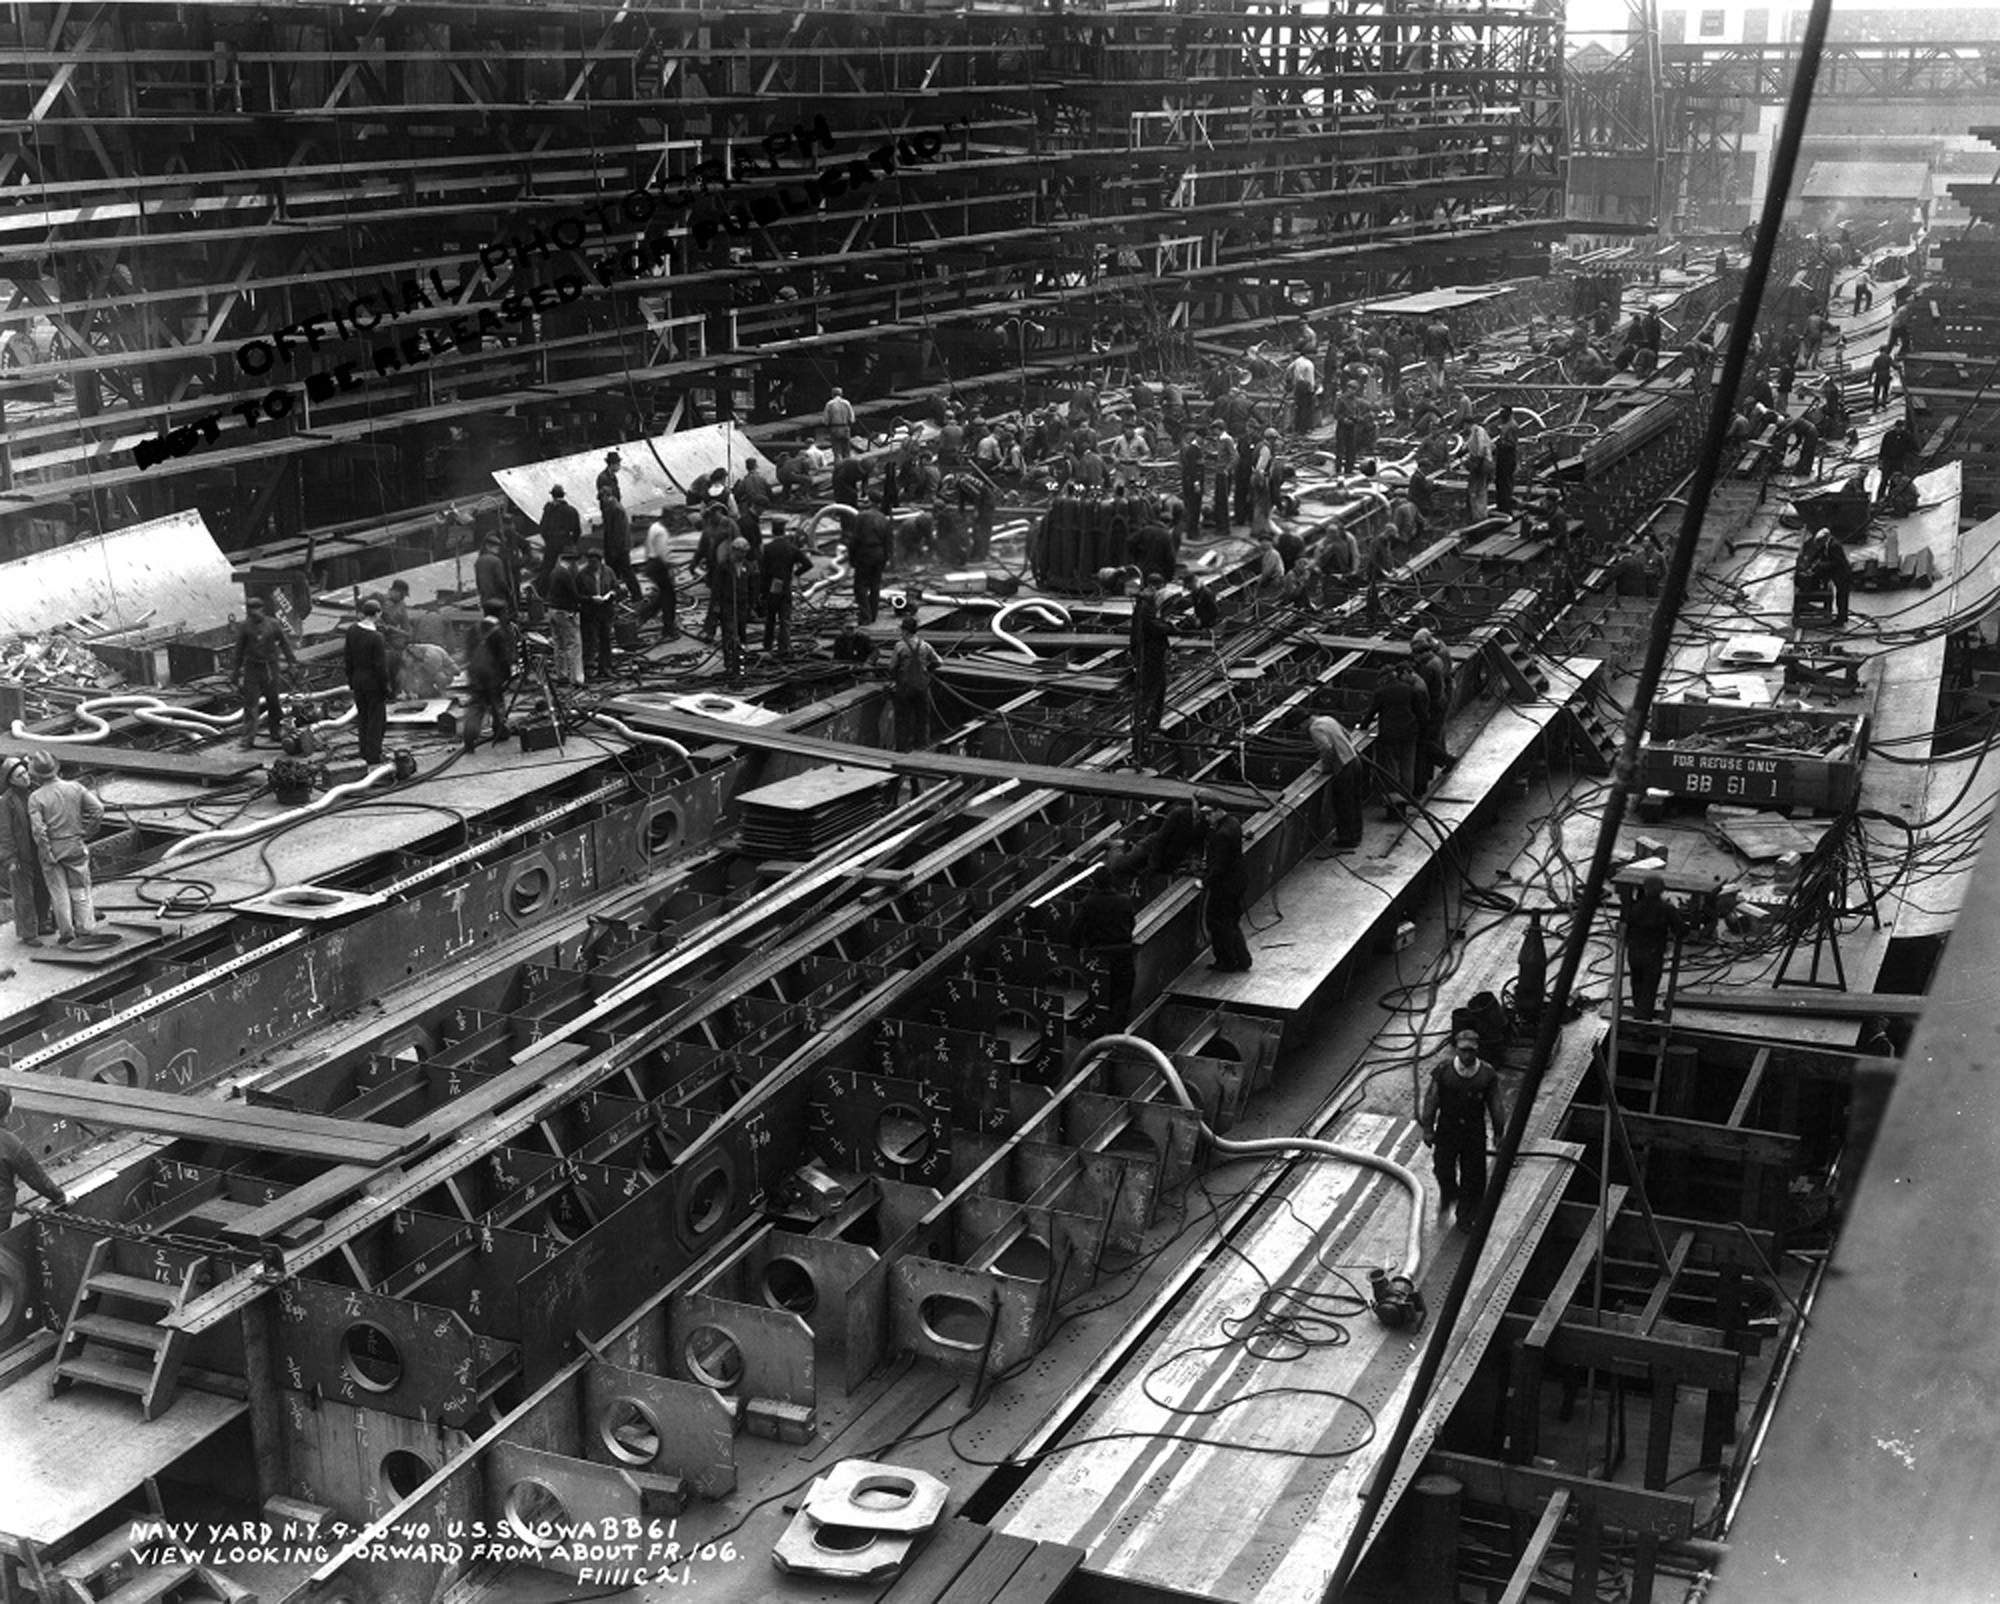 OFFICIAL PHOTOGRAPH
NOT TO BE RELEASED FOR PUBLICATION
FOR REFUSE ONLY
BB 61 1
NAVY YARD N.Y. 9- -40 U.S.S. IOWA BB61
VIEW LOOKING FORWARD FROM ABOUT FR. 106.
F1111C21.